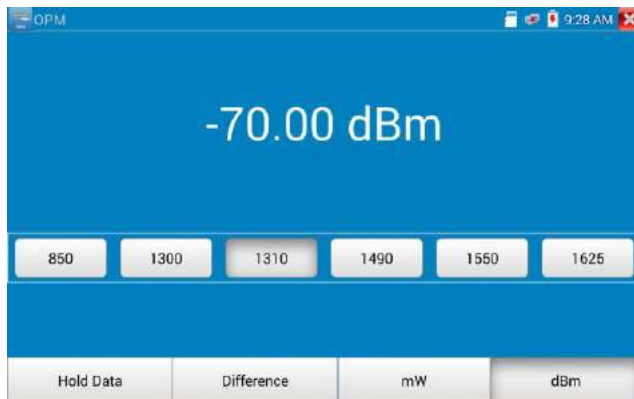 OPM 9:28 AM
-70.00 dBm
850 1300 1310 1490 1550 1625
Hold Data Difference mW dBm